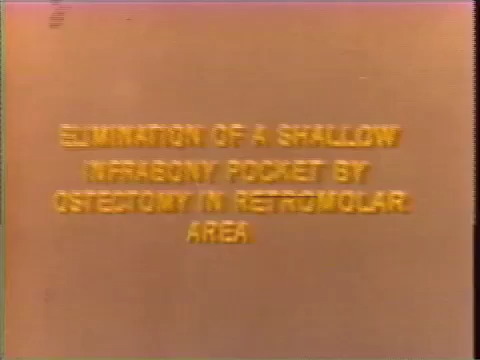 ELIMINATION OF A SHALLOW
INFRABONY POCKET BY
OSTECTOMY IN RETROMOLAR
AREA